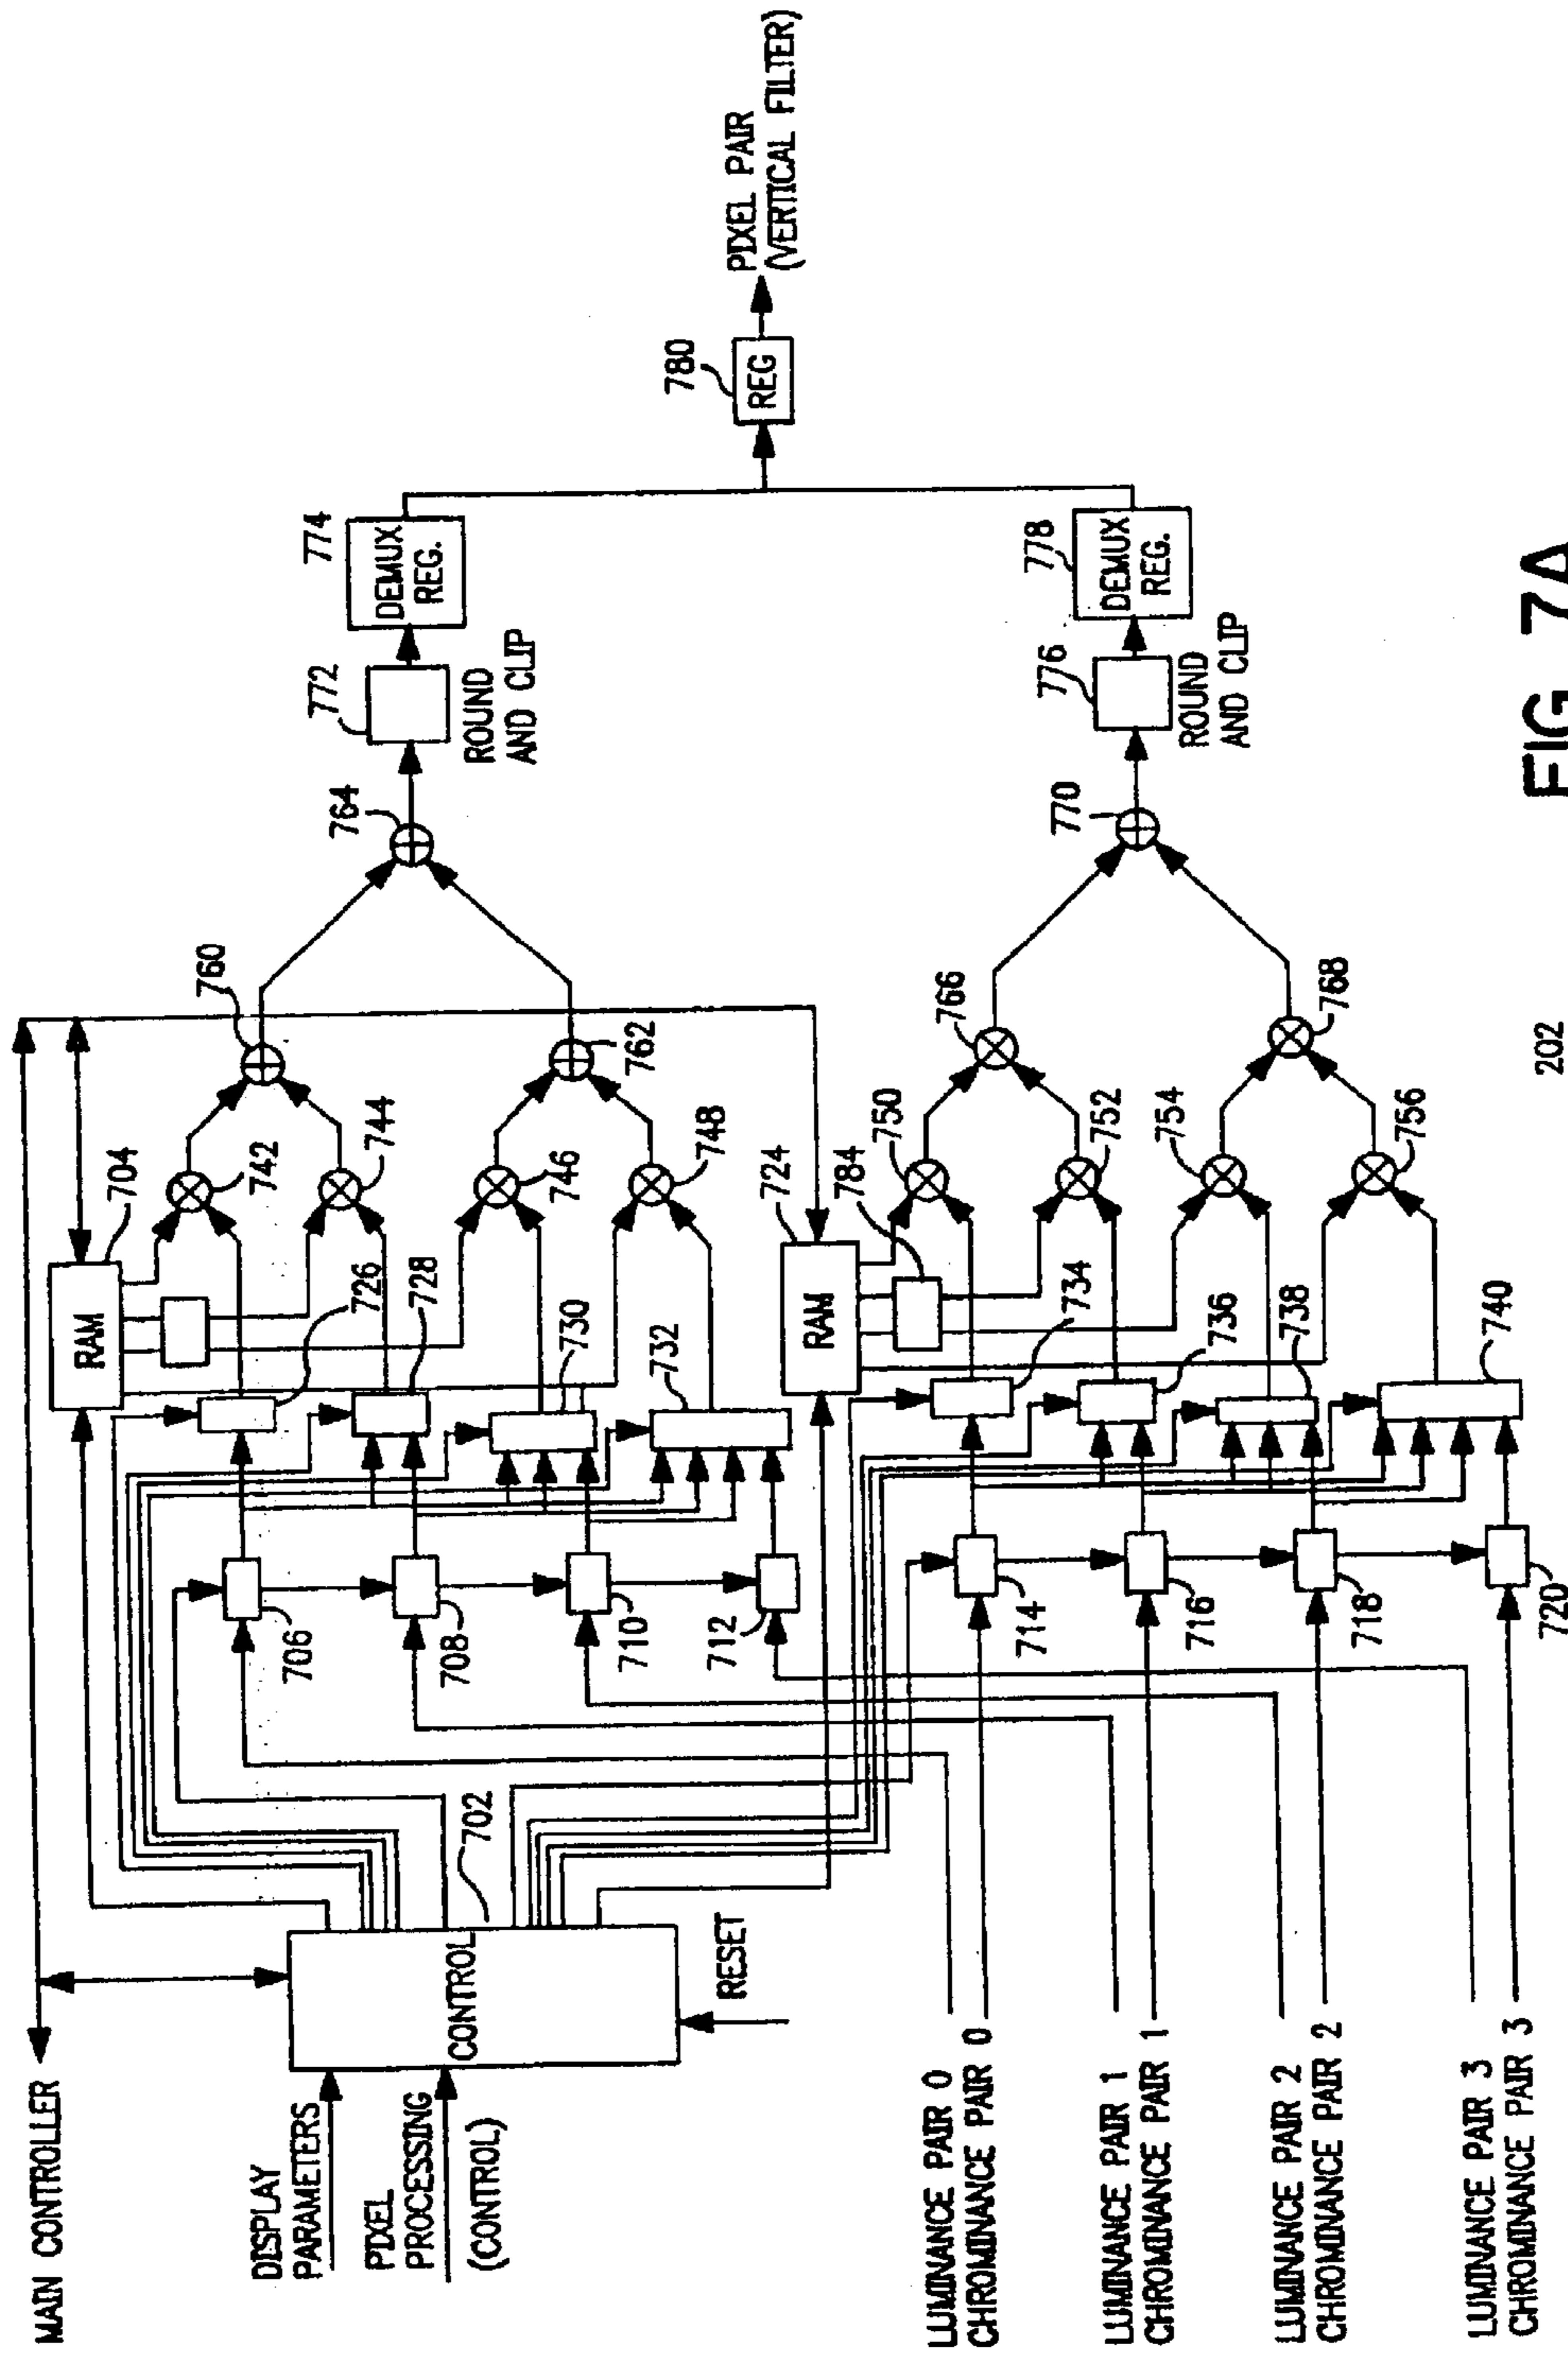 MAIN CONTROLLER
DISPLAY
PARAMETERS
PIXEL
PROCESSING
(CONTROL)
CONTROL
702
RESET
LUMINANCE PAIR 0
CHROMINANCE PAIR 0
LUMINANCE PAIR 1
CHROMINANCE PAIR 1
LUMINANCE PAIR 2
CHROMINANCE PAIR 2
LUMINANCE PAIR 3
CHROMINANCE PAIR 3
706
708
710
712
714
716
718
720
RAM
704
726
728
730
732
RAM
724
784
734
736
738
740
742
744
746
748
750
752
754
756
760
762
766
768
764
770
772
ROUND
AND CLIP
776
ROUND
AND CLIP
774
DEMUX
REG.
778
DEMUX
REG.
780
REG
PIXEL PAIR
(VERTICAL FILTER)
202
FIG. 7A